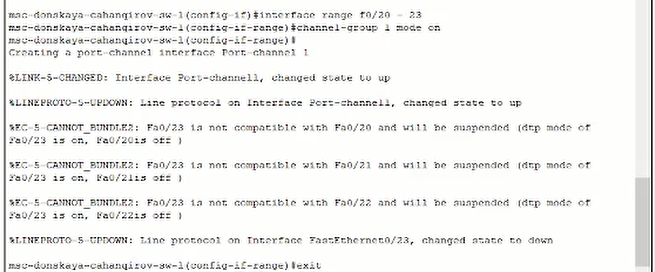 msc-donskaya-cahanqirov-sw-1(config-if)#interface range f0/20 - 23
msc-donskaya-cahanqirov-sw-1(config-if-range)#channel-group 1 mode on
msc-donskaya-cahanqirov-sw-1(config-if-range)#
Creating a port-channel interface Port-channel 1
%LINK-5-CHANGED: Interface Port-channel1, changed state to up
%LINEPROTO-5-UPDOWN: Line protocol on Interface Port-channel1, changed state to up
%EC-5-CANNOT_BUNDLE2: Fa0/23 is not compatible with Fa0/20 and will be suspended (dtp mode of
Fa0/23 is on, Fa0/20is off )
%EC-5-CANNOT_BUNDLE2: Fa0/23 is not compatible with Fa0/21 and will be suspended (dtp mode of
Fa0/23 is on, Fa0/21is off )
%EC-5-CANNOT_BUNDLE2: Fa0/23 is not compatible with Fa0/22 and will be suspended (dtp mode of
Fa0/23 is on, Fa0/22is off )
%LINEPROTO-5-UPDOWN: Line protocol on Interface FastEthernet0/23, changed state to down
msc-donskaya-cahanqirov-sw-1(config-if-range)#exit